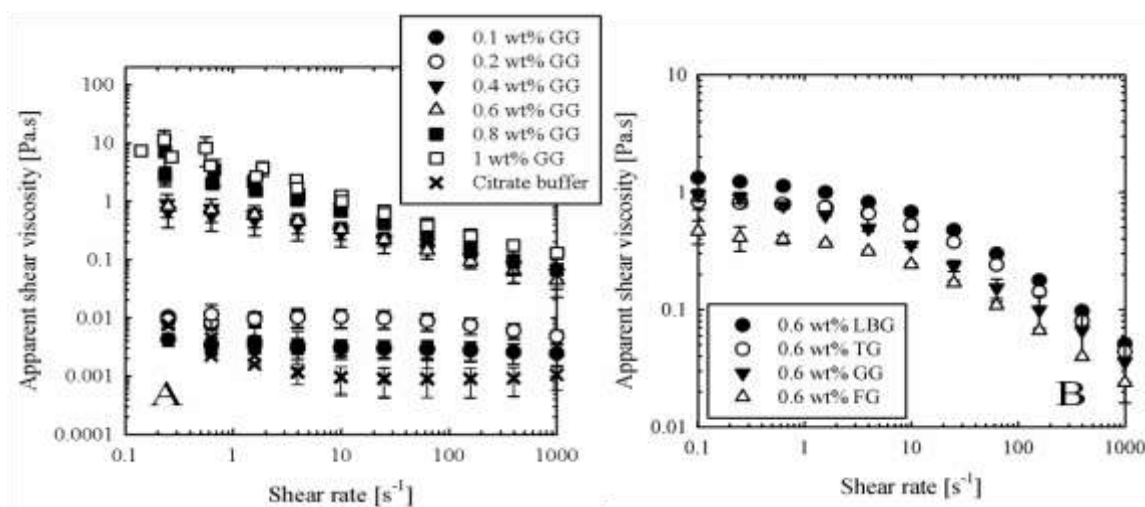 0.1 wt% GG
0.2 wt% GG
0.4 wt% GG
0.6 wt% GG
0.8 wt% GG
1 wt% GG
Citrate buffer
Apparent shear viscosity [Pa.s]
100
10
1
0.1
0.01
0.001
0.0001
A
0.1 1 10 100 1000
Shear rate [s⁻¹]
Apparent shear viscosity [Pa.s]
10
1
0.1
0.01
0.6 wt% LBG
0.6 wt% TG
0.6 wt% GG
0.6 wt% FG
B
0.1 1 10 100 1000
Shear rate [s⁻¹]